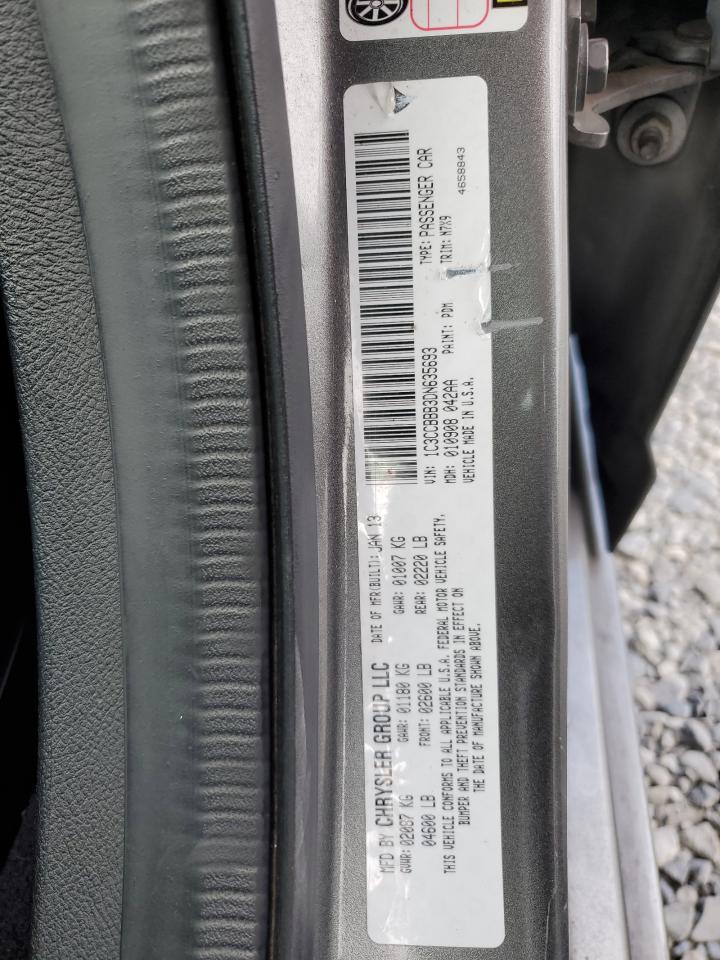 MFD BY CHRYSLER GROUP LLC
DATE OF MFR(BUILT): JAN 13
GVWR: 02087 KG
GAWR: 01180 KG
GAWR: 01007 KG
04600 LB
FRONT: 02600 LB
REAR: 02220 LB
THIS VEHICLE CONFORMS TO ALL APPLICABLE U.S.A. FEDERAL MOTOR VEHICLE SAFETY,
BUMPER AND THEFT PREVENTION STANDARDS IN EFFECT ON
THE DATE OF MANUFACTURE SHOWN ABOVE.
VIN: 1C3CCBBB3DN635693
TYPE: PASSENGER CAR
MDH: 010908 042AA
PAINT: PDM
TRIM: N7X9
VEHICLE MADE IN U.S.A.
4658843